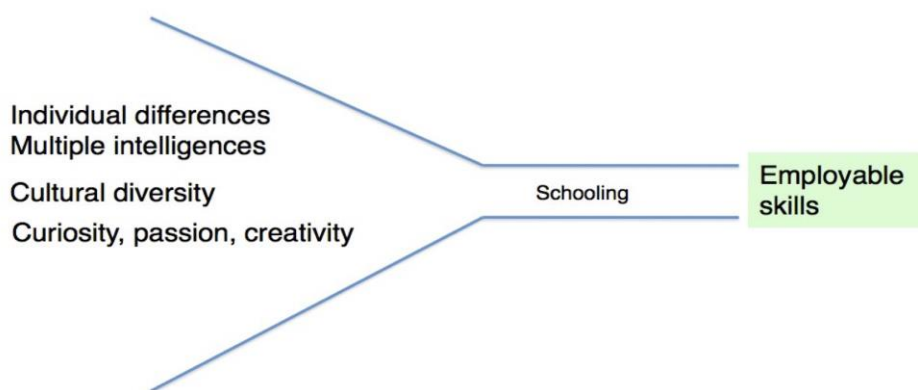 Individual differences
Multiple intelligences
Cultural diversity
Curiosity, passion, creativity
Schooling
Employable
skills